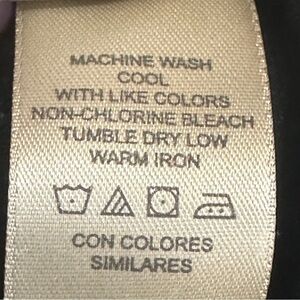 MACHINE WASH
COOL
WITH LIKE COLORS
NON-CHLORINE BLEACH
TUMBLE DRY LOW
WARM IRON
CON COLORES
SIMILARES